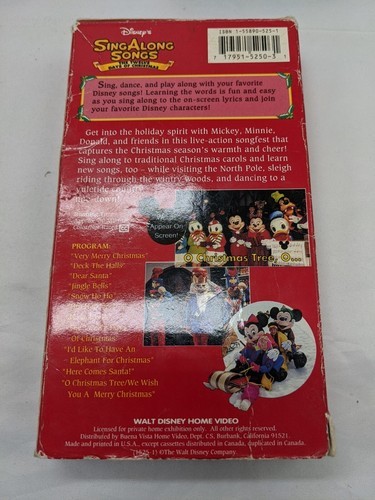 Disney's
SING ALONG
SONGS
ISBN 1-55890-525-1
7 17951-5250-3 1
Sing, dance, and play along with your favorite
Disney songs! Learning the words is fun and easy
as you sing along to the on-screen lyrics and join
your favorite Disney characters!
Get into the holiday spirit with Mickey, Minnie,
Donald, and friends in this live-action songfest that
captures the Christmas season's warmth and cheer!
Sing along to traditional Christmas carols and learn
new songs, too – while visiting the North Pole, sleigh
riding through the wintry woods, and dancing to a
yuletide
Appear On
Screen!
O Christmas Tree, O
PROGRAM:
"Very Merry Christmas"
"Deck The Halls"
"Dear Santa"
"Jingle Bells"
"Snow Ho Ho"
Of Christmas"
"I'd Like To Have An
Elephant For Christmas"
"Here Comes Santa!"
"O Christmas Tree/We Wish
You A Merry Christmas"
WALT DISNEY HOME VIDEO
Licensed for private home exhibition only. All other rights reserved.
Distributed by Buena Vista Home Video, Dept. CS, Burbank, California 91521.
Made and printed in U.S.A., except cassettes distributed in Canada, duplicated in Canada.
©The Walt Disney Company.